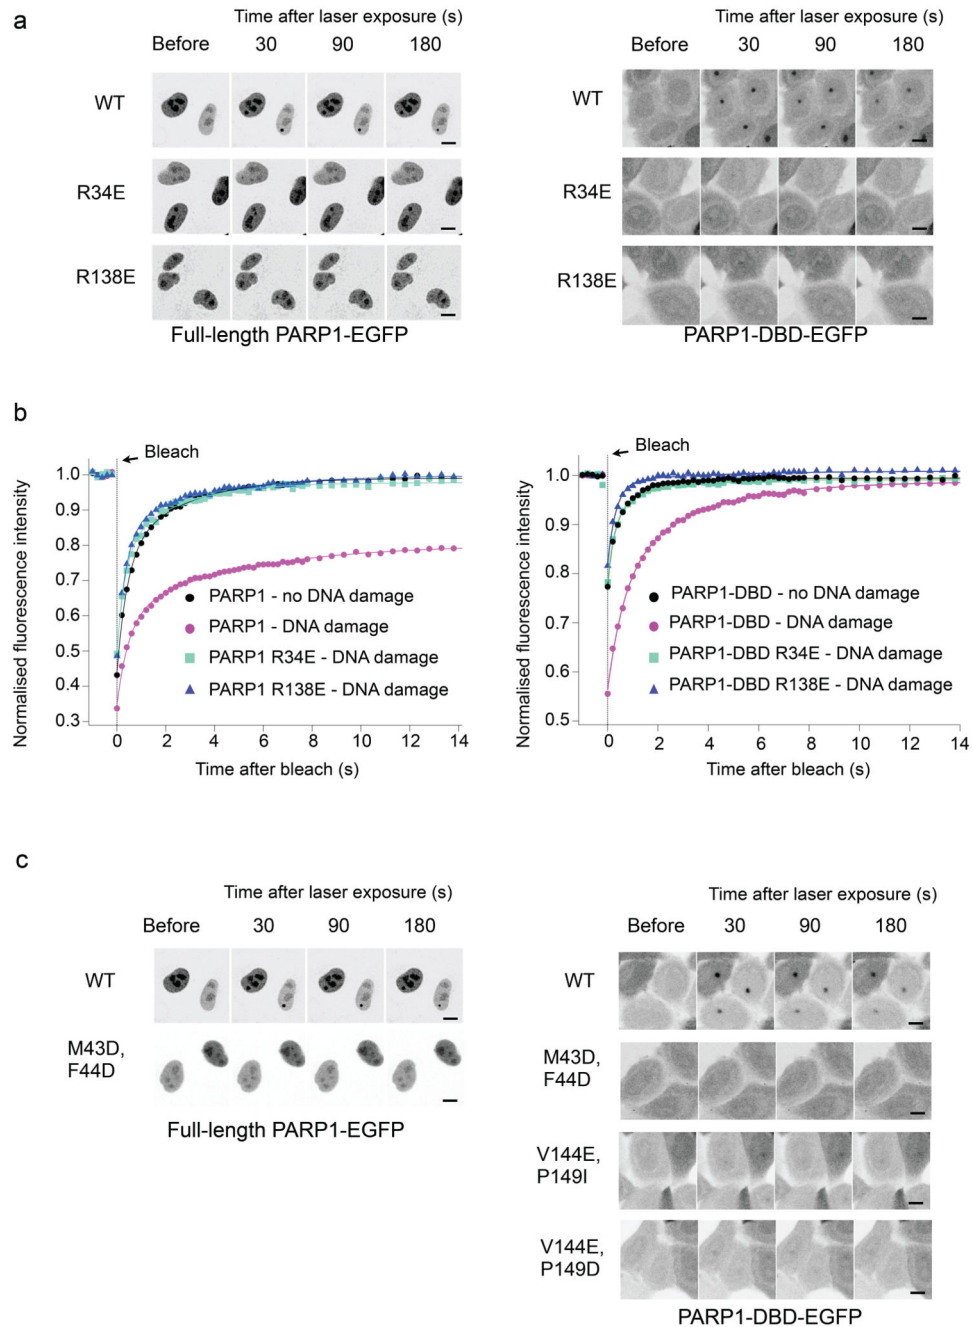 a
Time after laser exposure (s)
Before 30 90 180
WT
R34E
R138E
Full-length PARP1-EGFP
Time after laser exposure (s)
Before 30 90 180
WT
R34E
R138E
PARP1-DBD-EGFP
b
Normalised fluorescence intensity
Bleach
1.0
0.9
0.8
0.7
0.6
0.5
0.4
0.3
PARP1 - no DNA damage
PARP1 - DNA damage
PARP1 R34E - DNA damage
PARP1 R138E - DNA damage
0 2 4 6 8 10 12 14
Time after bleach (s)
Normalised fluorescence intensity
Bleach
1.0
0.9
0.8
0.7
0.6
0.5
PARP1-DBD - no DNA damage
PARP1-DBD - DNA damage
PARP1-DBD R34E - DNA damage
PARP1-DBD R138E - DNA damage
0 2 4 6 8 10 12 14
Time after bleach (s)
c
Time after laser exposure (s)
Before 30 90 180
WT
M43D,
F44D
Full-length PARP1-EGFP
Time after laser exposure (s)
Before 30 90 180
WT
M43D,
F44D
V144E,
P149I
V144E,
P149D
PARP1-DBD-EGFP